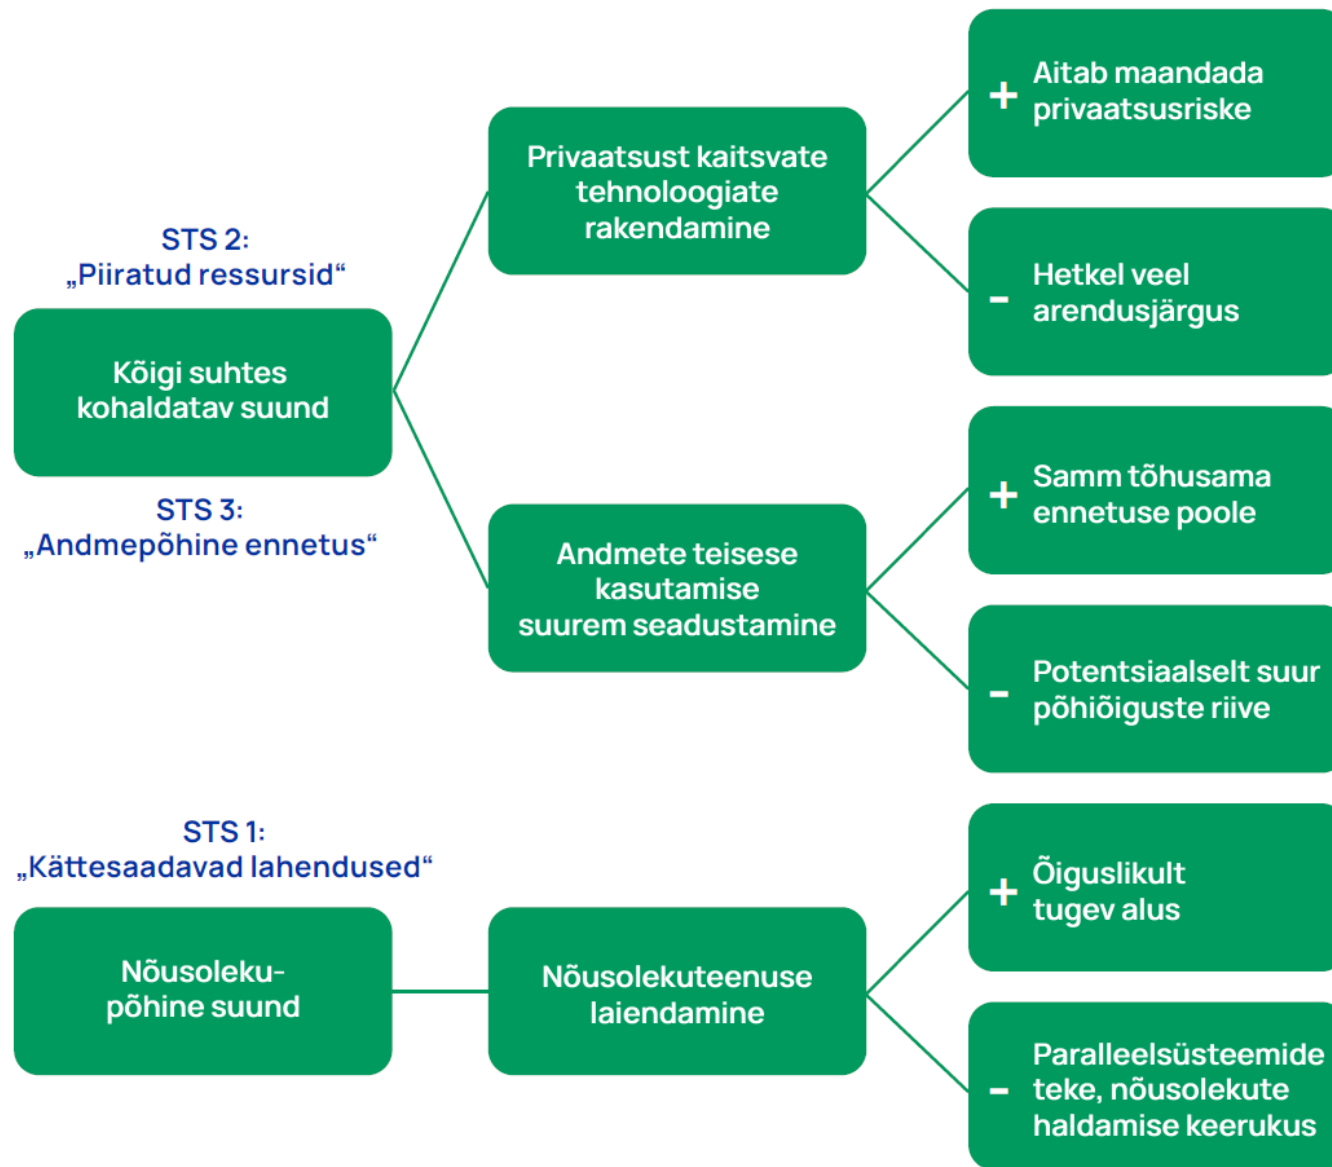 STS 2:
„Piiratud ressursid“
Kõigi suhtes
kohaldatav suund
STS 3:
„Andmepõhine ennetus“
Privaatsust kaitsvate
tehnoloogiate
rakendamine
+ Aitab maandada
privaatsusriske
- Hetkel veel
arendusjärgus
Andmete teisese
kasutamise
suurem seadustamine
+ Samm tõhusama
ennetuse poole
- Potentsiaalselt suur
põhiõiguste riive
STS 1:
„Kättesaadavad lahendused“
Nõusoleku-
põhine suund
Nõusolekuteenuse
laiendamine
+ Õiguslikult
tugev alus
- Paralleelsüsteemide
teke, nõusolekute
haldamise keerukus